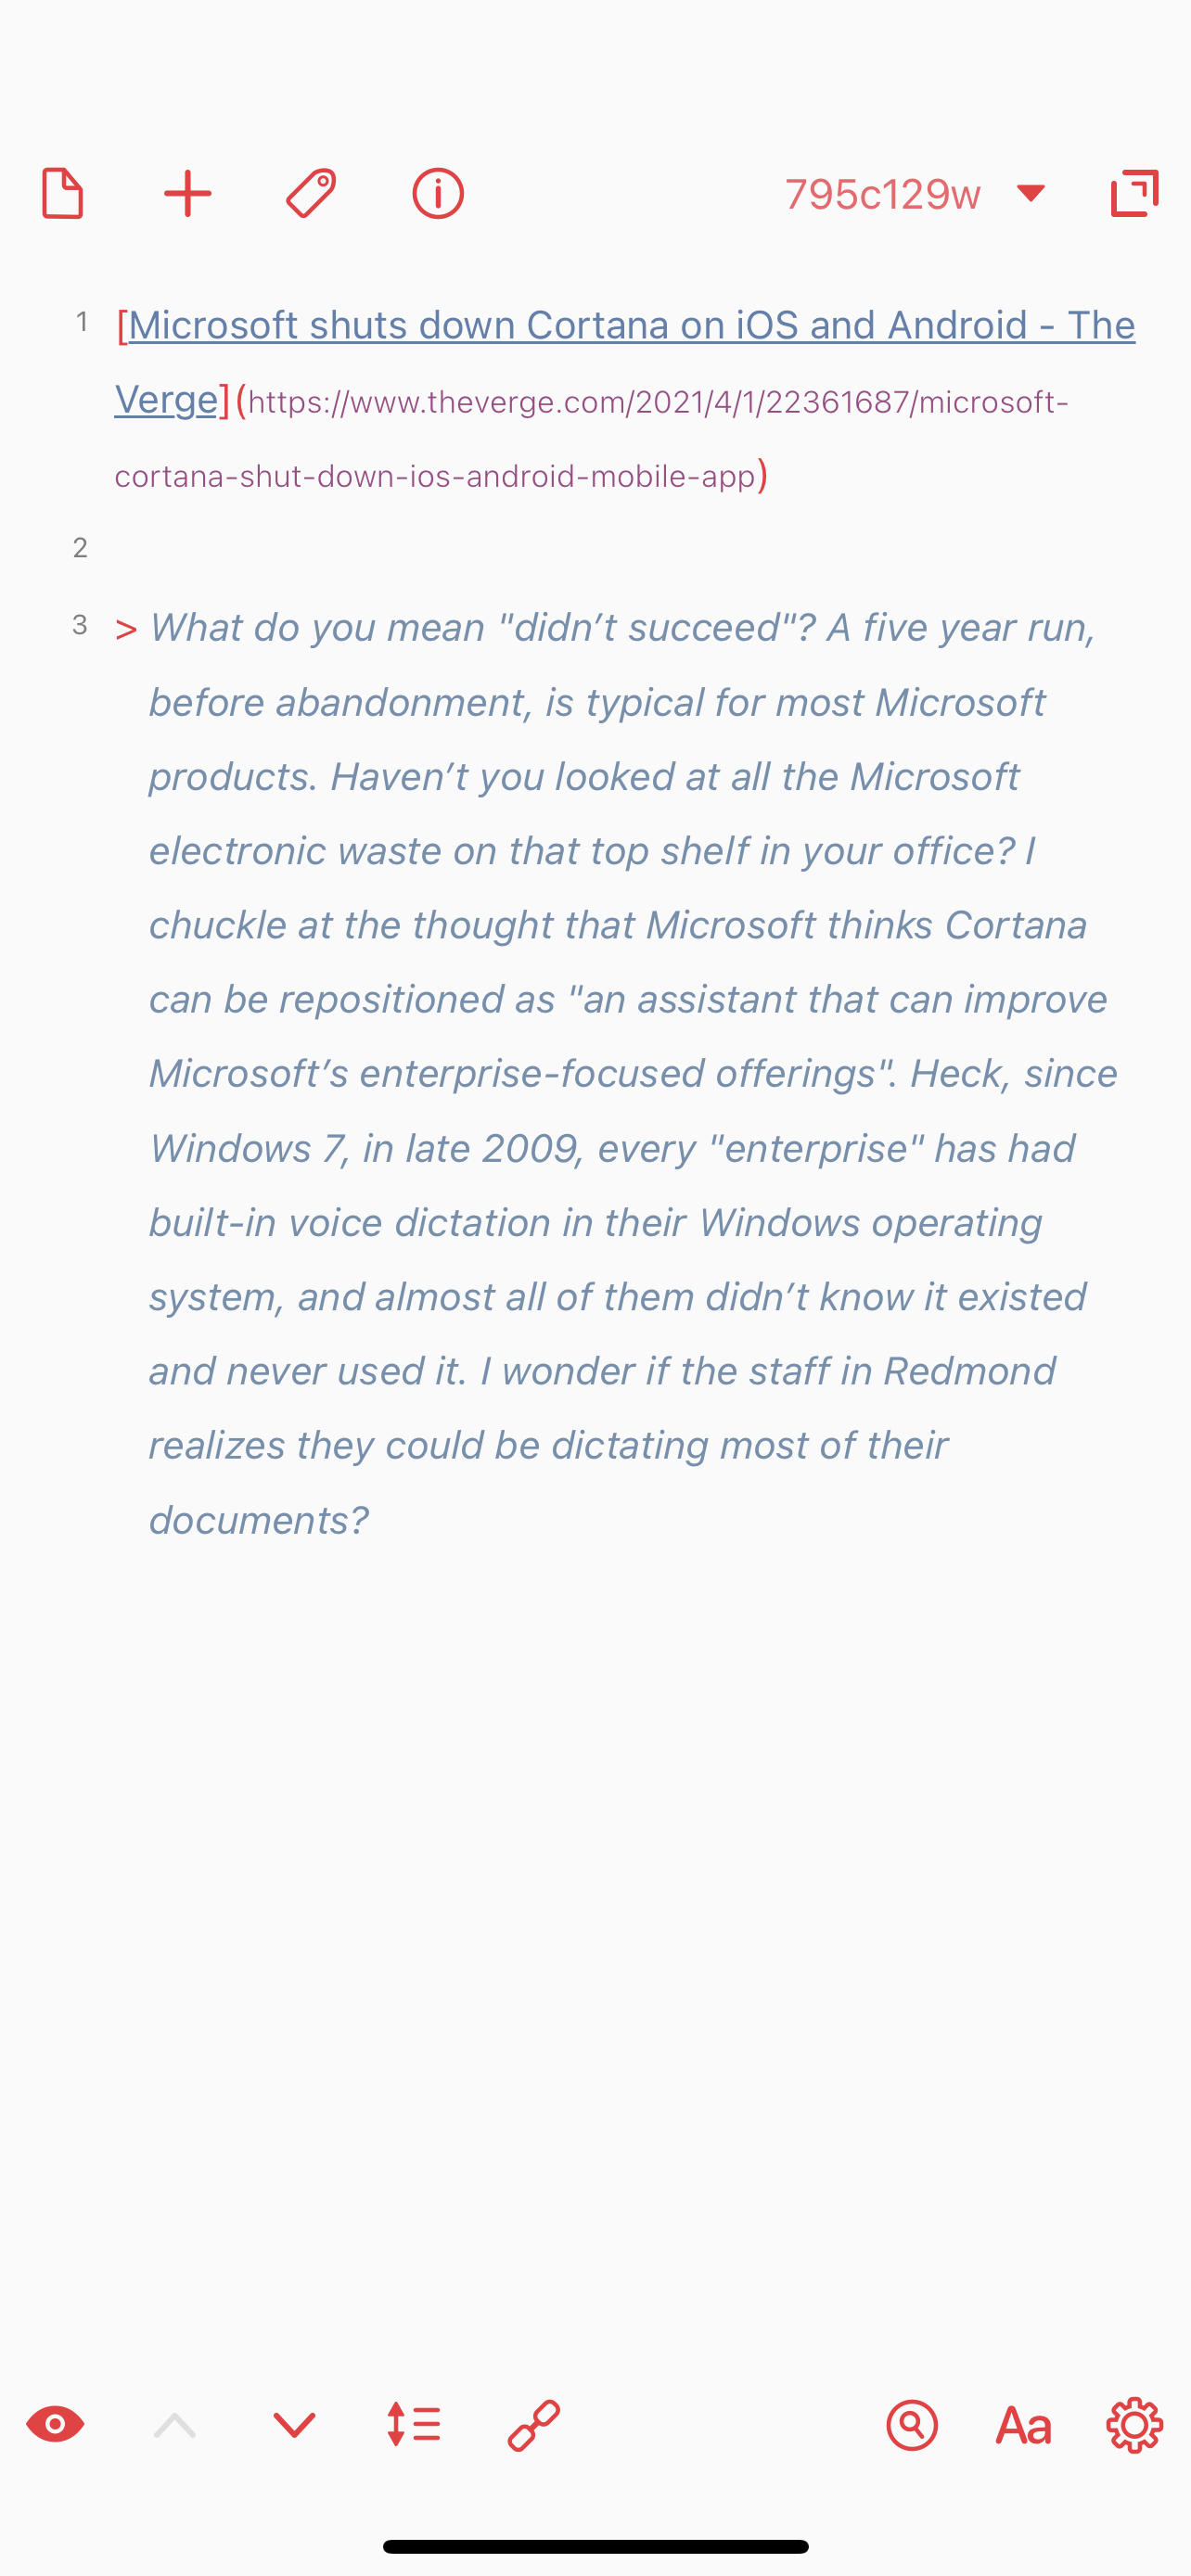 795c129w
1 [Microsoft shuts down Cortana on iOS and Android - The
Verge](https://www.theverge.com/2021/4/1/22361687/microsoft-
cortana-shut-down-ios-android-mobile-app)
2
3 > What do you mean "didn’t succeed"? A five year run,
before abandonment, is typical for most Microsoft
products. Haven’t you looked at all the Microsoft
electronic waste on that top shelf in your office? I
chuckle at the thought that Microsoft thinks Cortana
can be repositioned as "an assistant that can improve
Microsoft’s enterprise-focused offerings". Heck, since
Windows 7, in late 2009, every "enterprise" has had
built-in voice dictation in their Windows operating
system, and almost all of them didn’t know it existed
and never used it. I wonder if the staff in Redmond
realizes they could be dictating most of their
documents?
Aa